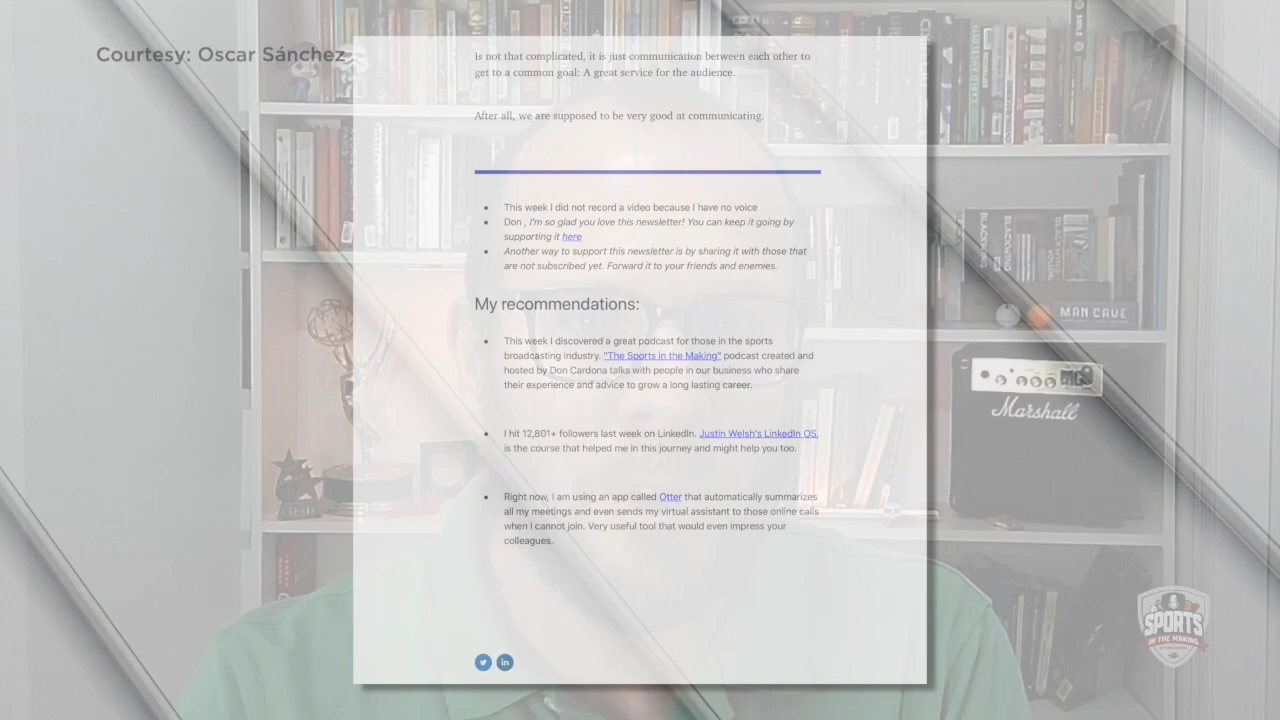 Courtesy: Oscar Sánchez
Is not that complicated, it is just communication between each other to
get to a common goal: A great service for the audience.
After all, we are supposed to be very good at communicating.
This week I did not record a video because I have no voice
Don , I'm so glad you love this newsletter! You can keep it going by
supporting it here
Another way to support this newsletter is by sharing it with those that
are not subscribed yet. Forward it to your friends and enemies.
My recommendations:
This week I discovered a great podcast for those in the sports
broadcasting industry. "The Sports in the Making" podcast created and
hosted by Don Cardona talks with people in our business who share
their experience and advice to grow a long lasting career.
I hit 12,801+ followers last week on LinkedIn. Justin Welsh's LinkedIn OS,
is the course that helped me in this journey and might help you too.
Right now, I am using an app called Otter that automatically summarizes
all my meetings and even sends my virtual assistant to those online calls
when I cannot join. Very useful tool that would even impress your
colleagues.
in
MAN CAVE
Marshall
SPORTS
IN THE MAKING